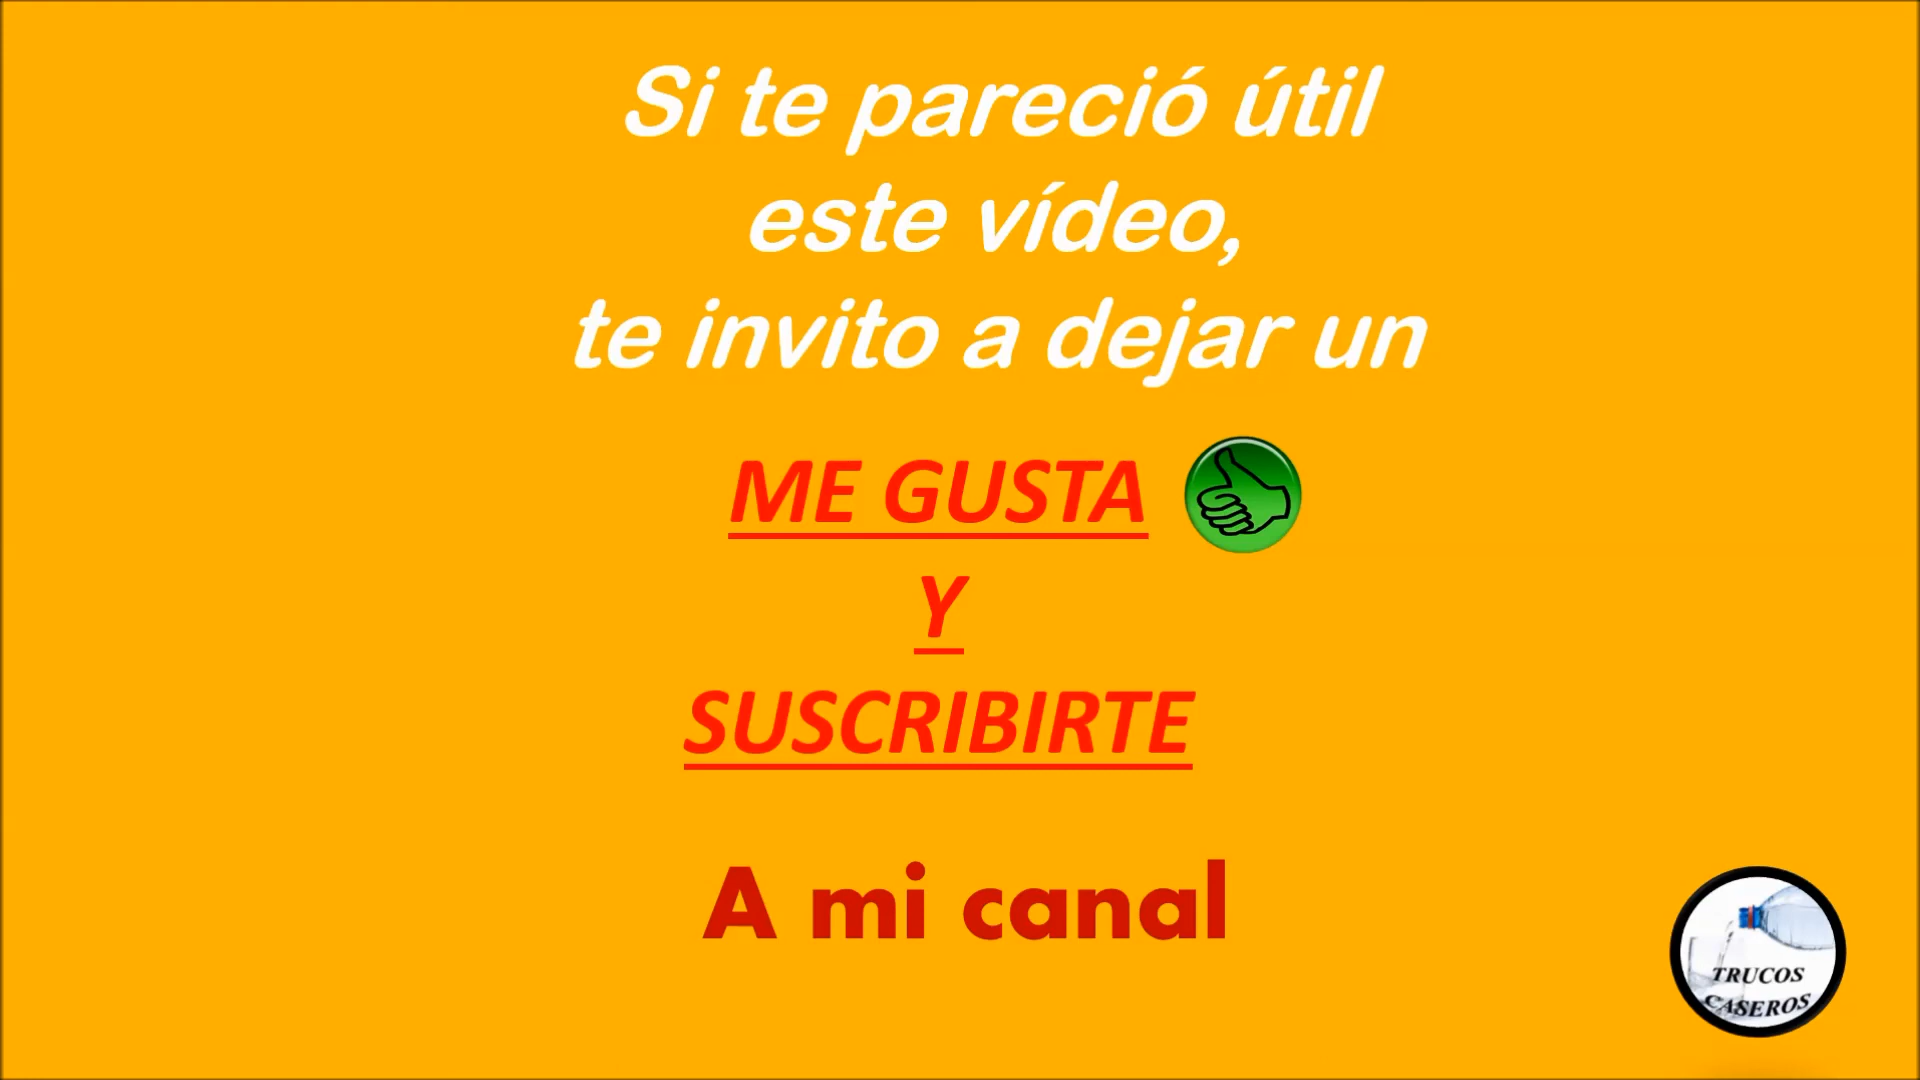 Si te pareció útil
este vídeo,
te invito a dejar un
ME GUSTA
Y
SUSCRIBIRTE
A mi canal
TRUCOS
CASEROS